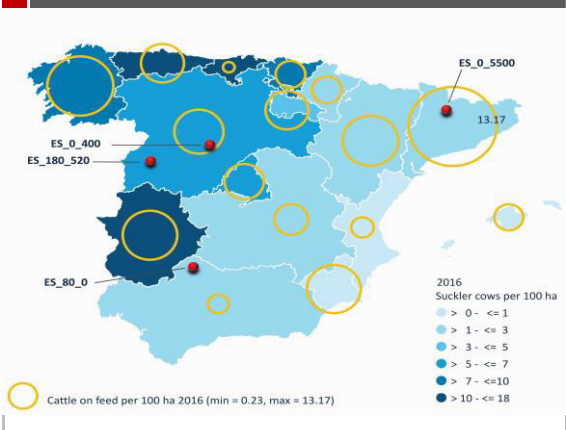 ES_0_5500
13.17
ES_0_400
ES_180_520
ES_80_0
2016
Suckler cows per 100 ha
> 0 - <= 1
> 1 - <= 3
> 3 - <= 5
> 5 - <= 7
> 7 - <=10
> 10 - <= 18
Cattle on feed per 100 ha 2016 (min = 0.23, max = 13.17)